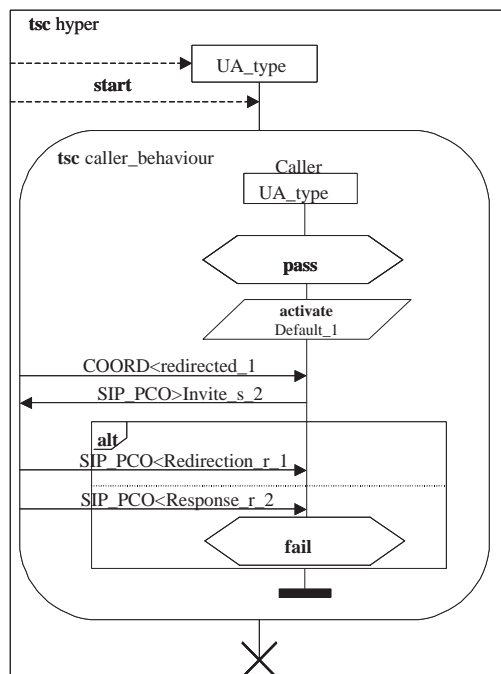 tsc hyper
UA_type
start
tsc caller_behaviour
Caller
UA_type
pass
activate
Default_1
COORD<redirected_1
SIP_PCO>Invite_s_2
alt
SIP_PCO<Redirection_r_1
SIP_PCO<Response_r_2
fail